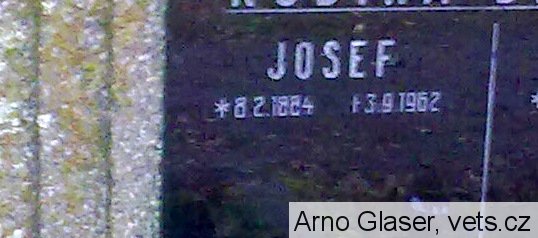 JOSEF
*8.2.1884 †3.9.1962
Arno Glaser, vets.cz